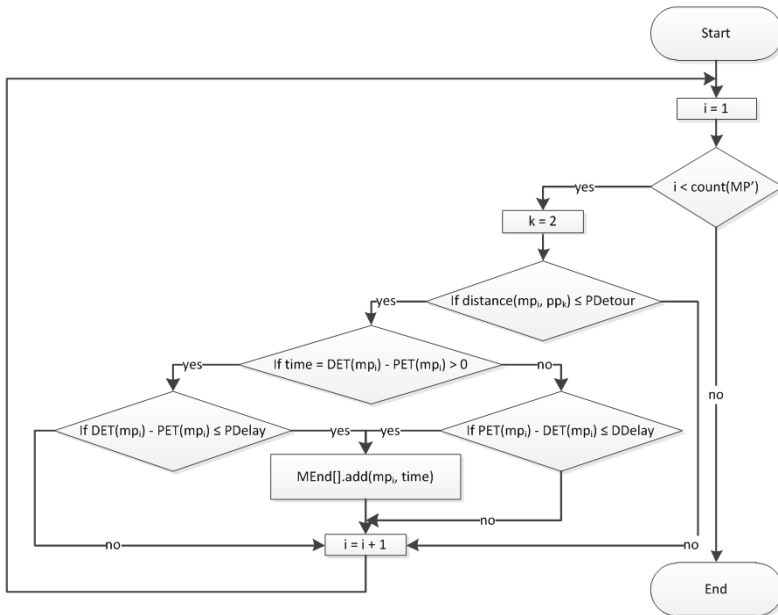 Start
i = 1
i < count(MP')
yes
k = 2
If distance(mpᵢ, ppₖ) ≤ PDetour
yes
If time = DET(mpᵢ) - PET(mpᵢ) > 0
yes
no
no
If DET(mpᵢ) - PET(mpᵢ) ≤ PDelay
yes
yes
If PET(mpᵢ) - DET(mpᵢ) ≤ DDelay
MEnd[].add(mpᵢ, time)
no
no
i = i + 1
no
End